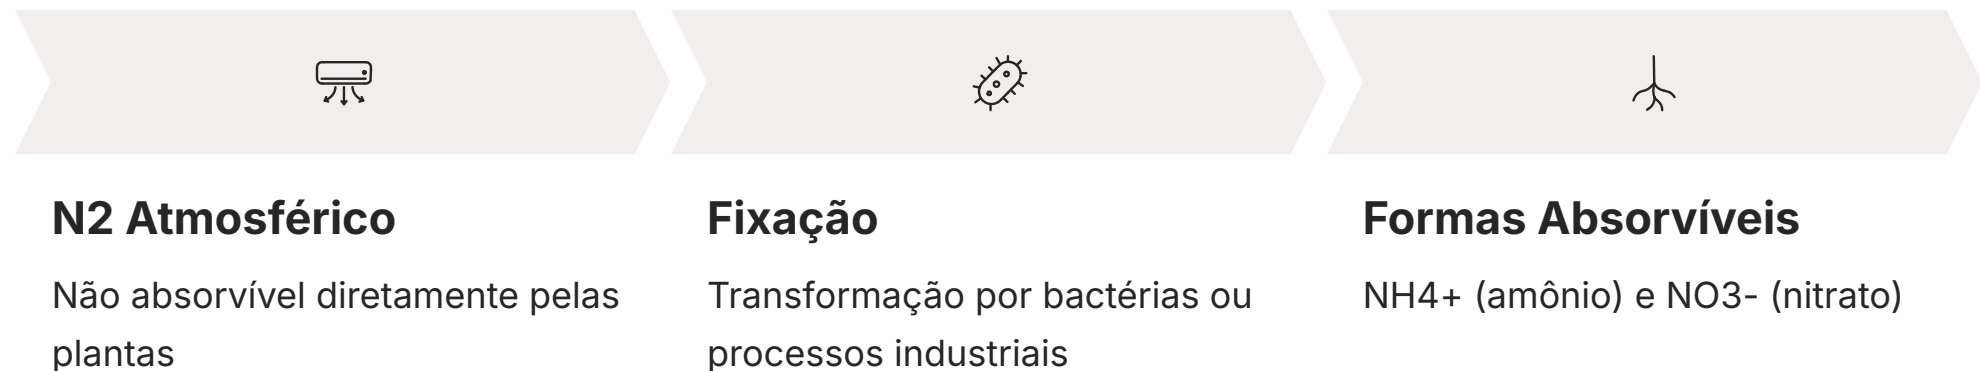 N2 Atmosférico
Não absorvível diretamente pelas
plantas
Fixação
Transformação por bactérias ou
processos industriais
Formas Absorvíveis
NH4+ (amônio) e NO3- (nitrato)